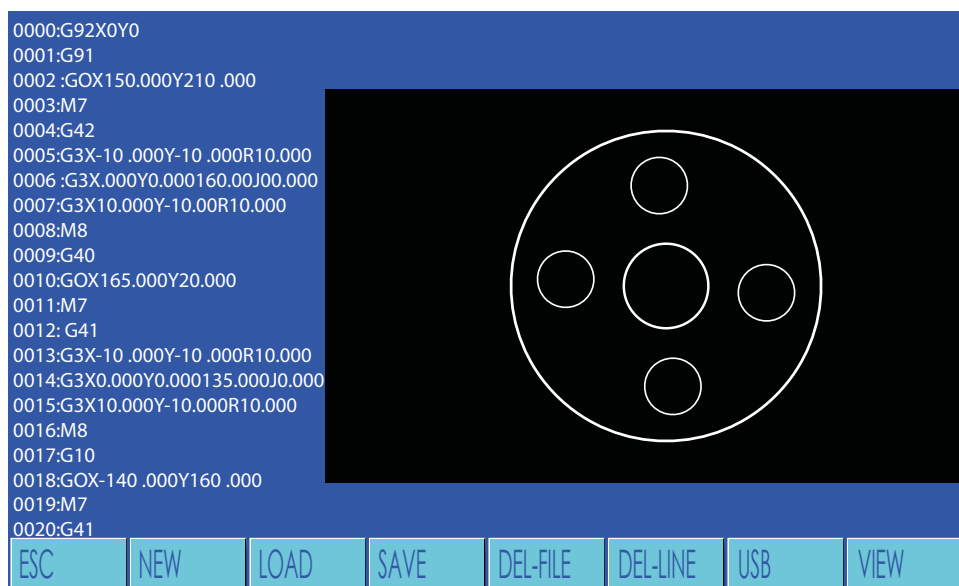 0000:G92X0Y0
0001:G91
0002 :GOX150.000Y210 .000
0003:M7
0004:G42
0005:G3X-10 .000Y-10 .000R10.000
0006 :G3X.000Y0.000160.00J00.000
0007:G3X10.000Y-10.00R10.000
0008:M8
0009:G40
0010:GOX165.000Y20.000
0011:M7
0012: G41
0013:G3X-10 .000Y-10 .000R10.000
0014:G3X0.000Y0.000135.000J0.000
0015:G3X10.000Y-10.000R10.000
0016:M8
0017:G10
0018:GOX-140 .000Y160 .000
0019:M7
0020:G41
ESC NEW LOAD SAVE DEL-FILE DEL-LINE USB VIEW